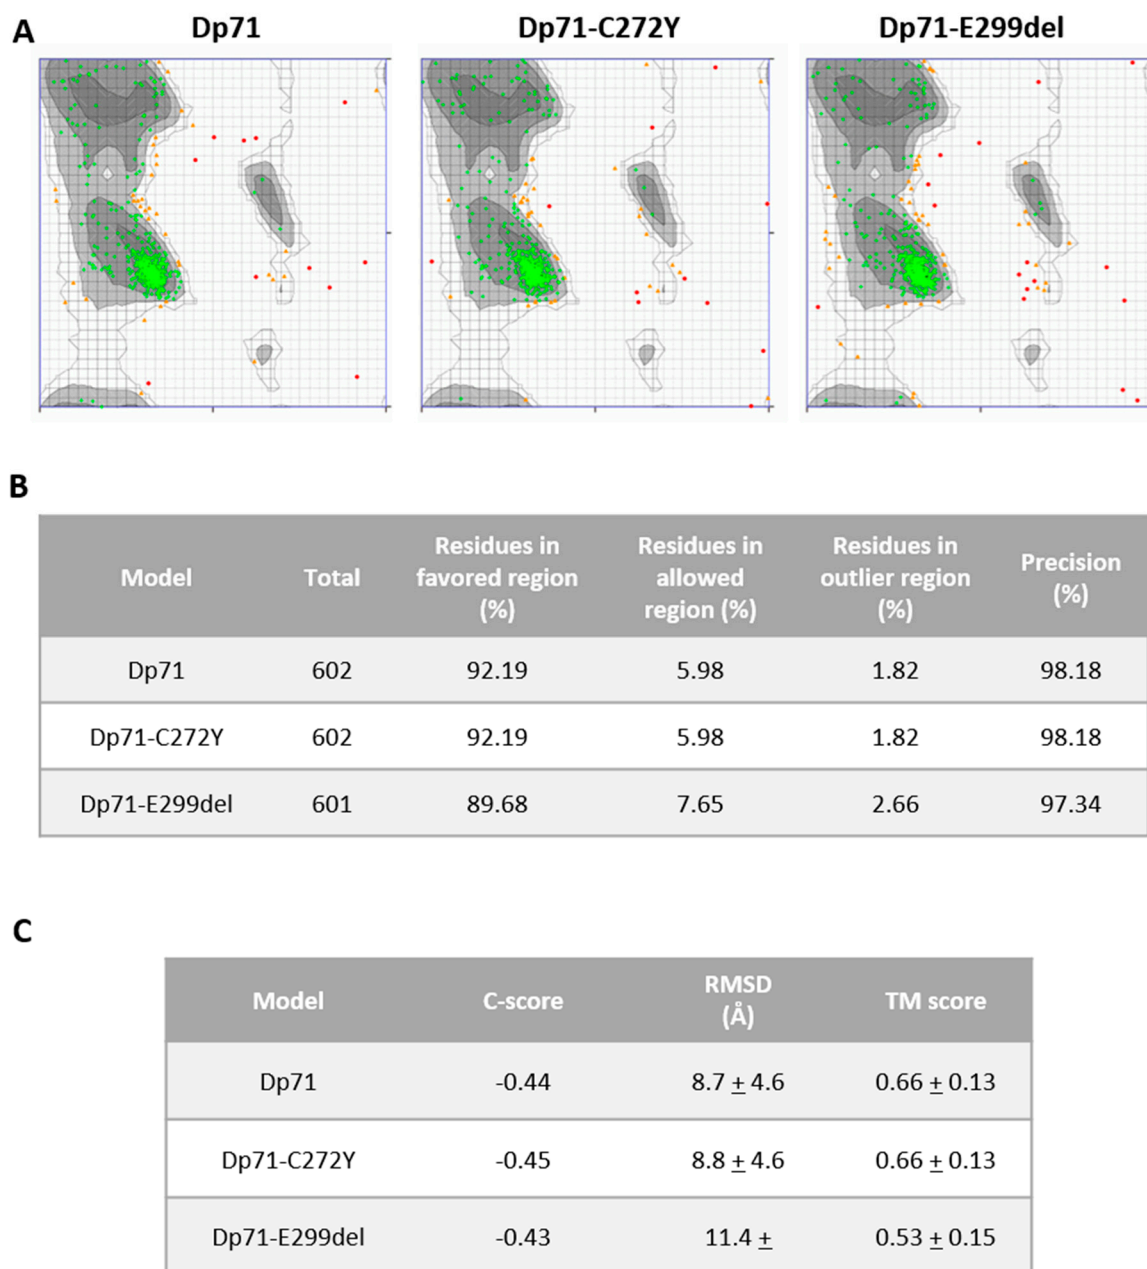 A
Dp71
Dp71-C272Y
Dp71-E299del
B
Model Total Residues in favored region (%) Residues in allowed region (%) Residues in outlier region (%) Precision (%)
Dp71 602 92.19 5.98 1.82 98.18
Dp71-C272Y 602 92.19 5.98 1.82 98.18
Dp71-E299del 601 89.68 7.65 2.66 97.34
C
Model C-score RMSD (Å) TM score
Dp71 -0.44 8.7 ± 4.6 0.66 ± 0.13
Dp71-C272Y -0.45 8.8 ± 4.6 0.66 ± 0.13
Dp71-E299del -0.43 11.4 ± 0.53 ± 0.15